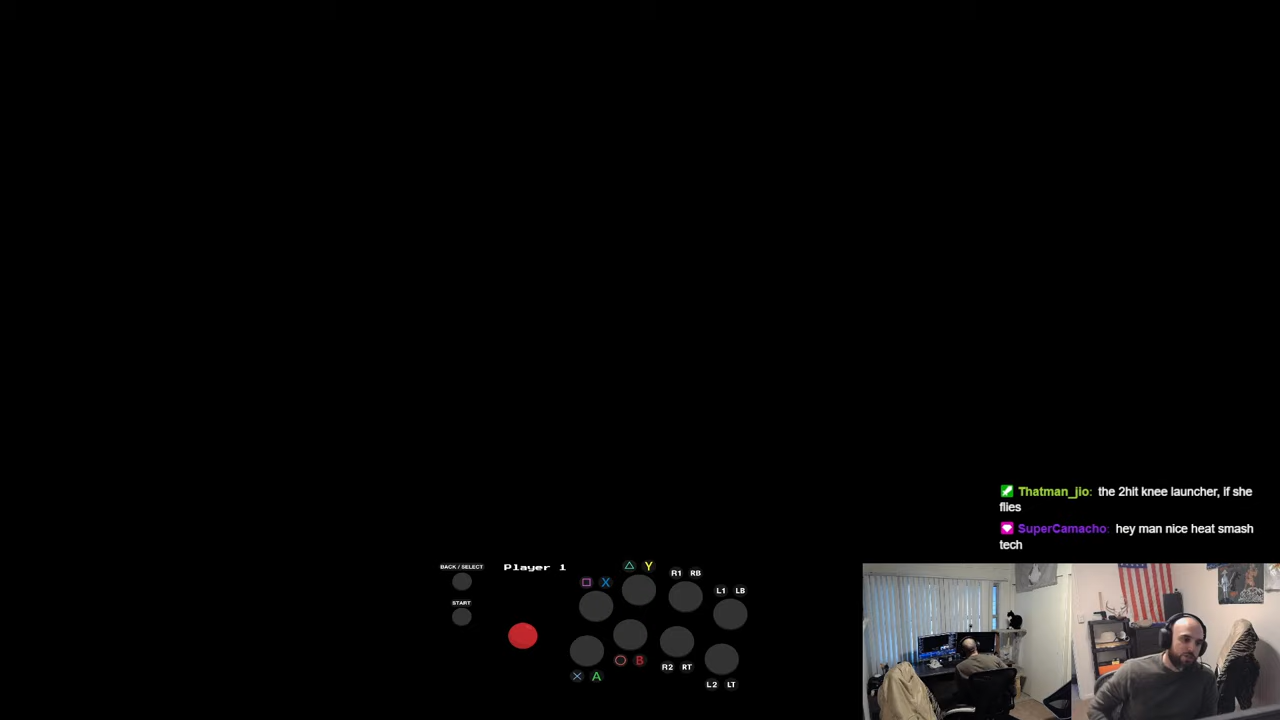 Thatman_jio: the 2hit knee launcher, if she
flies
SuperCamacho: hey man nice heat smash
tech
BACK / SELECT
Player 1
Y
R1 RB
X
L1 LB
START
B
R2 RT
A
L2 LT